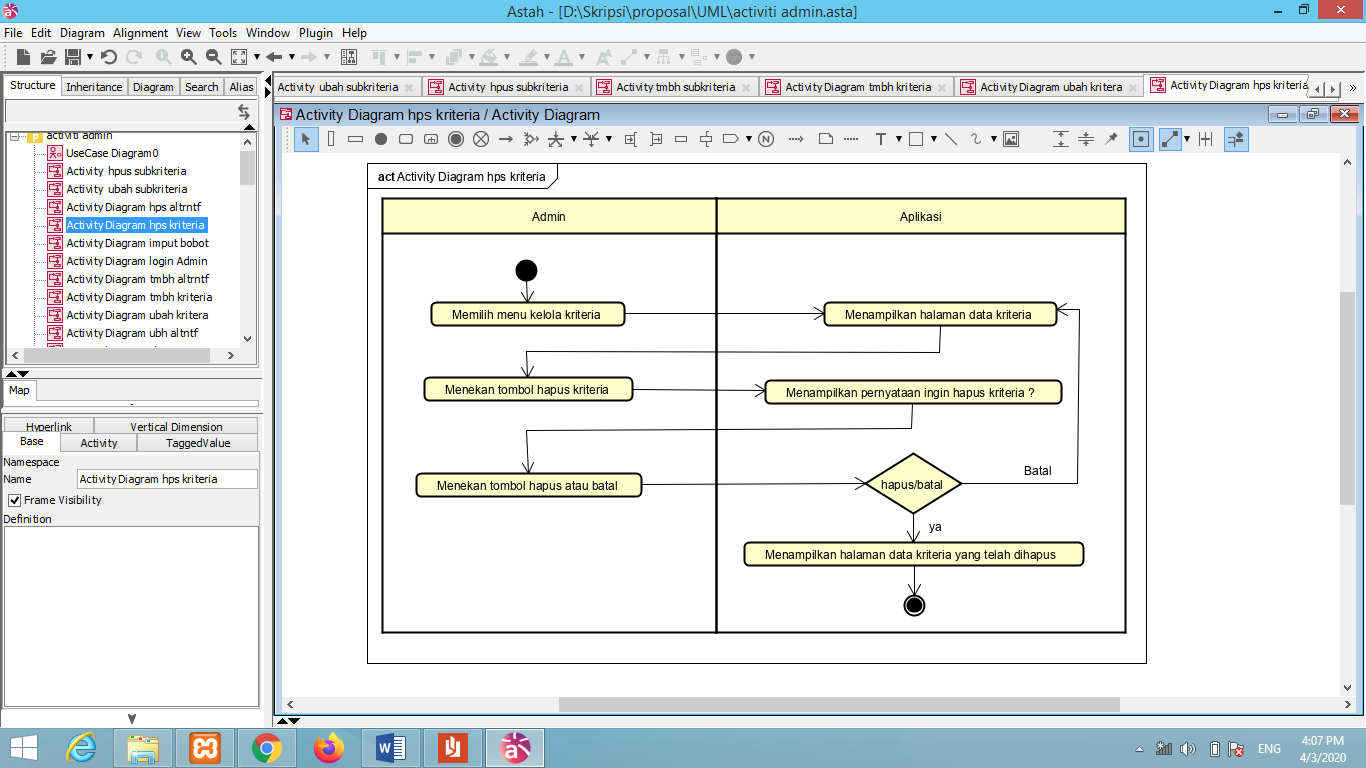 Astah - [D:\Skripsi\proposal\UML\activiti admin.asta]
File Edit Diagram Alignment View Tools Window Plugin Help
Structure Inheritance Diagram Search Alias
Activity ubah subkriteria Activity hpus subkriteria Activity tmbh subkriteria Activity Diagram tmbh kriteria Activity Diagram ubah kritera Activity Diagram hps kriteria
Activity Diagram hps kriteria / Activity Diagram
activiti admin
UseCase Diagram0
Activity hpus subkriteria
Activity ubah subkriteria
Activity Diagram hps altrntf
Activity Diagram hps kriteria
Activity Diagram imput bobot
Activity Diagram login Admin
Activity Diagram tmbh altrntf
Activity Diagram tmbh kriteria
Activity Diagram ubah kritera
Activity Diagram ubh altntf
Map
Hyperlink Vertical Dimension
Base Activity TaggedValue
Namespace
Name Activity Diagram hps kriteria
Frame Visibility
Definition
act Activity Diagram hps kriteria
Admin Aplikasi
Memilih menu kelola kriteria
Menampilkan halaman data kriteria
Menekan tombol hapus kriteria
Menampilkan pernyataan ingin hapus kriteria ?
Menekan tombol hapus atau batal
hapus/batal
Batal
ya
Menampilkan halaman data kriteria yang telah dihapus
ENG
4:07 PM
4/3/2020